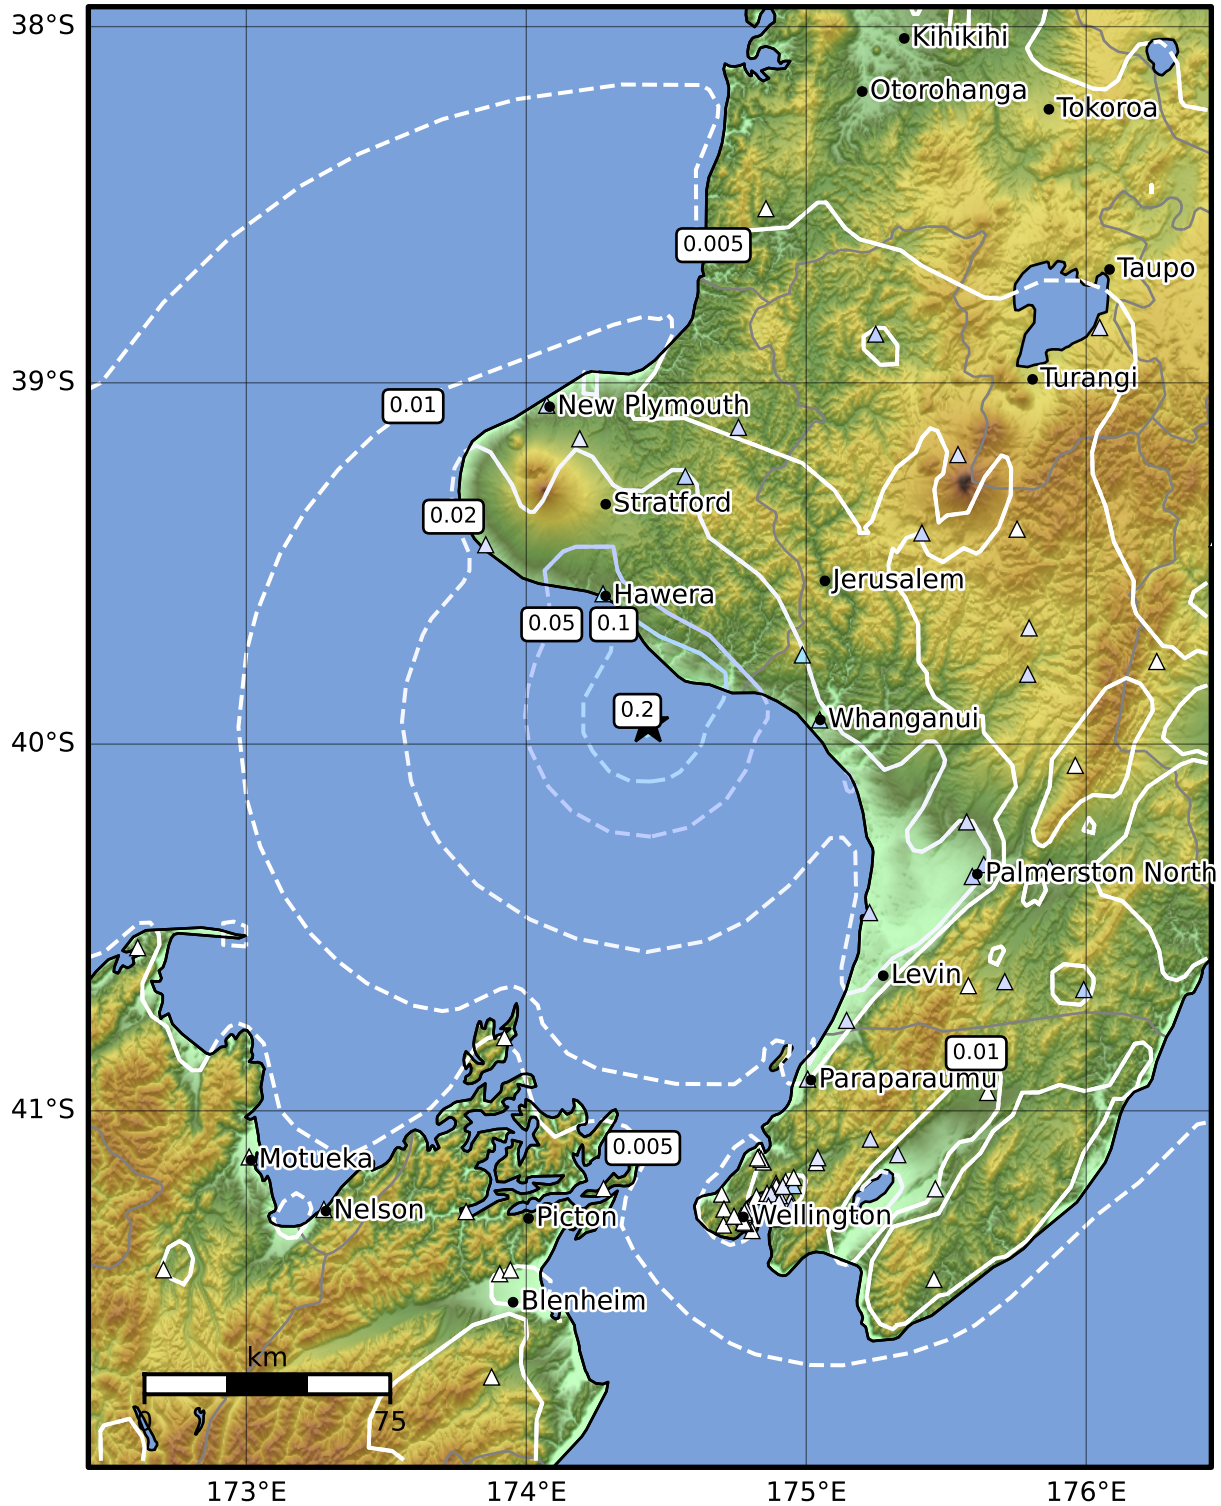 38°S
Kihikihi
Otorohanga
Tokoroa
0.005
Taupo
39°S
Turangi
0.01
New Plymouth
Stratford
0.02
Jerusalem
Hawera
0.05
0.1
0.2
Whanganui
40°S
Palmerston North
Levin
0.01
Paraparaumu
41°S
0.005
Motueka
Nelson
Picton
Wellington
Blenheim
km
0
75
173°E
174°E
175°E
176°E